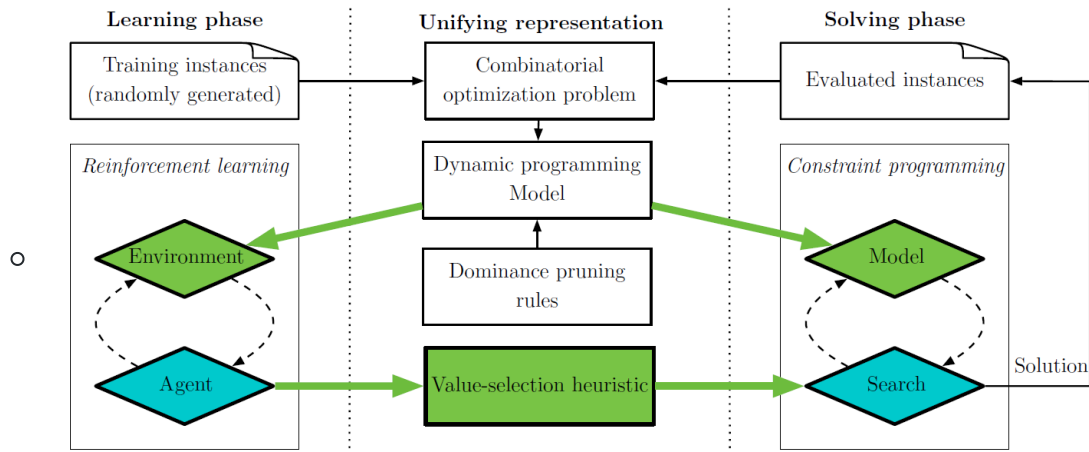 Learning phase
Unifying representation
Solving phase
Training instances
(randomly generated)
Combinatorial
optimization problem
Evaluated instances
Reinforcement learning
Dynamic programming
Model
Constraint programming
Environment
Dominance pruning
rules
Model
Agent
Value-selection heuristic
Search
Solution